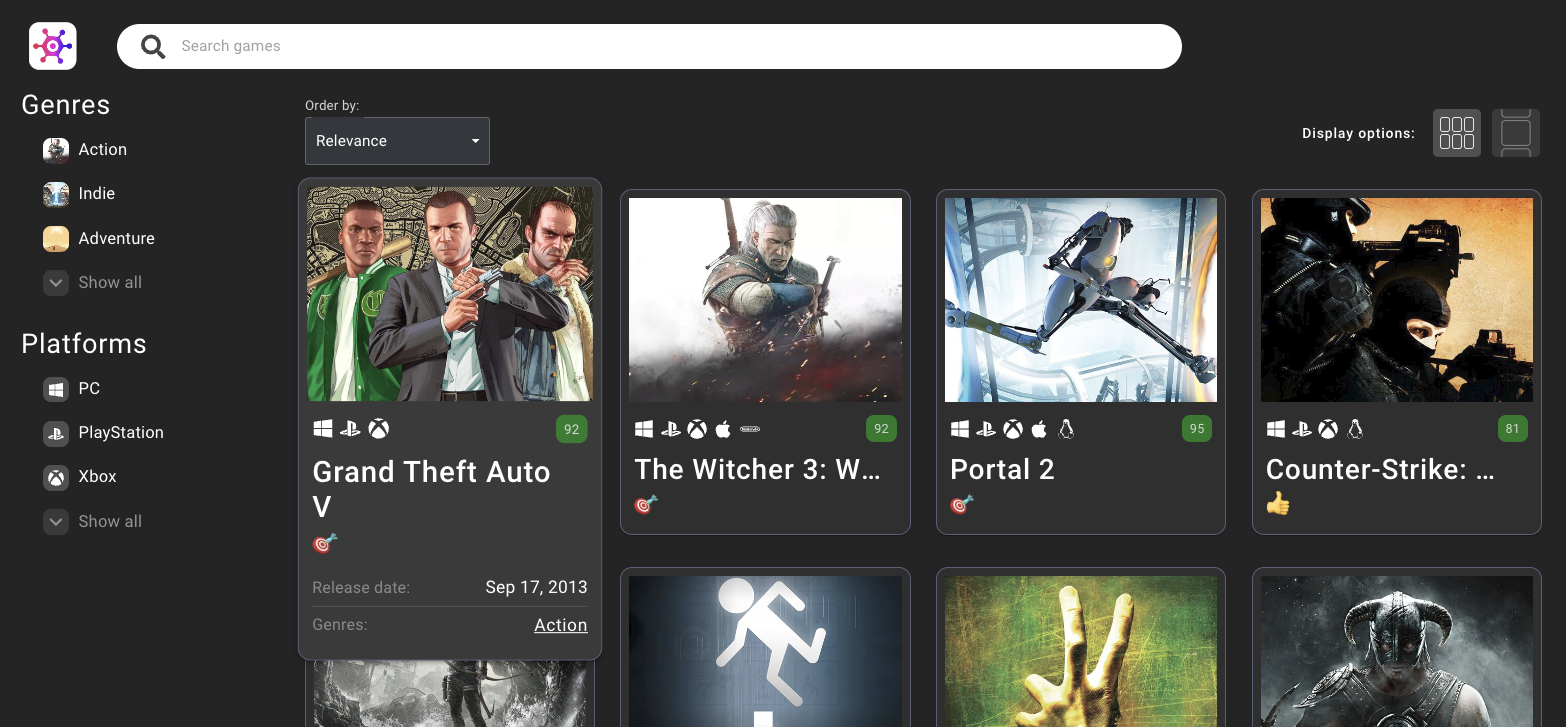 Search games
Genres
Action
Indie
Adventure
Show all
Platforms
PC
PlayStation
Xbox
Show all
Order by:
Relevance
Display options:
92
Grand Theft Auto
V
Release date: Sep 17, 2013
Genres: Action
92
The Witcher 3: W...
95
Portal 2
81
Counter-Strike: ...